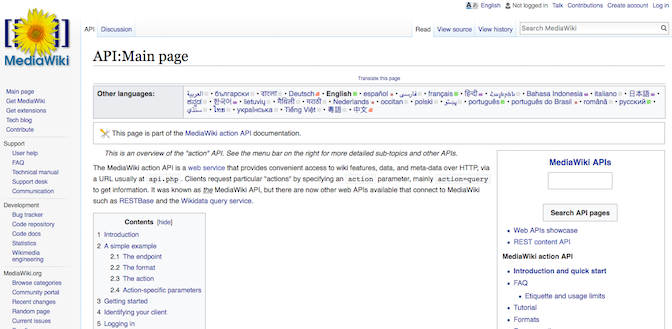 English Not logged in Talk Contributions Create account Log in
API Discussion Read View source View history Search MediaWiki
MediaWiki
API:Main page
Translate this page
Main page
Get MediaWiki
Get extensions
Tech blog
Contribute
Support
User help
FAQ
Technical manual
Support desk
Communication
Development
Bug tracker
Code repository
Code docs
Statistics
Wikimedia
engineering
MediaWiki.org
Browse categories
Community portal
Recent changes
Random page
Current issues
Other languages:
العربية • български • বাংলা • Deutsch • English • español • فارسی • français • हिन्दी • Bahasa Indonesia • italiano • 日本語 •
ಕನ್ನಡ • 한국어 • lietuvių • मैथिली • मराठी • Nederlands • occitan • polski • پښتو • português • português do Brasil • română • русский •
سنڌي • ไทย • українська • Tiếng Việt • 粵語 • 中文
This page is part of the MediaWiki action API documentation.
This is an overview of the "action" API. See the menu bar on the right for more detailed sub-topics and other APIs.
The MediaWiki action API is a web service that provides convenient access to wiki features, data, and meta-data over HTTP, via
a URL usually at api.php. Clients request particular "actions" by specifying an action parameter, mainly action=query
to get information. It was known as the MediaWiki API, but there are now other web APIs available that connect to MediaWiki
such as RESTBase and the Wikidata query service.
Contents [hide]
1 Introduction
2 A simple example
2.1 The endpoint
2.2 The format
2.3 The action
2.4 Action-specific parameters
3 Getting started
4 Identifying your client
5 Logging in
MediaWiki APIs
Search API pages
Web APIs showcase
REST content API
MediaWiki action API
Introduction and quick start
FAQ
Etiquette and usage limits
Tutorial
Formats